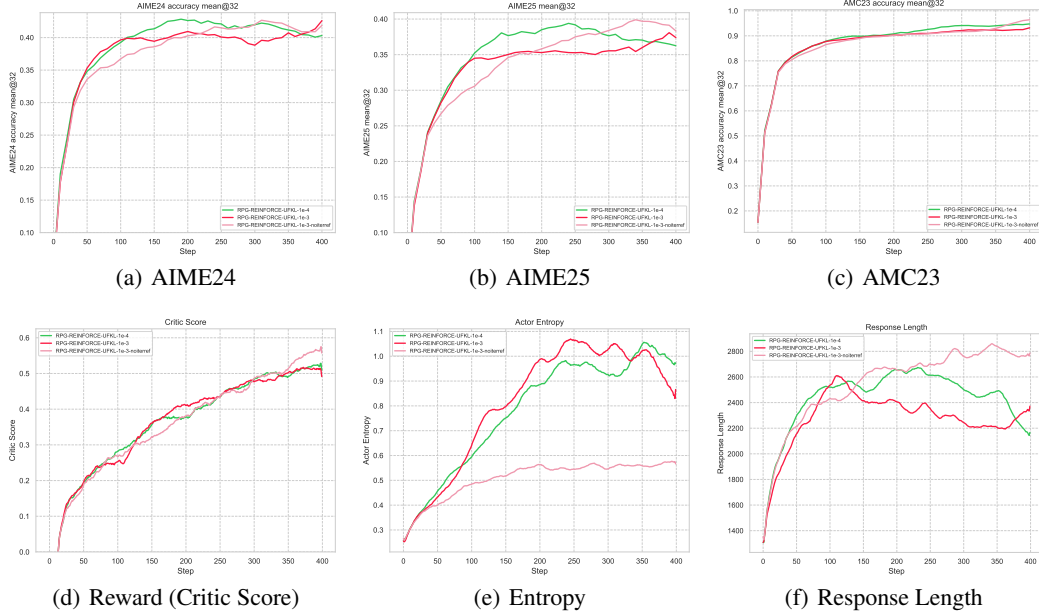 AIME24 accuracy mean@32
AIME24 accuracy mean@32
0.40
0.35
0.30
0.25
0.20
0.15
0.10
0 50 100 150 200 250 300 350 400
Step
RPG-REINFORCE-UFKL-1e-4
RPG-REINFORCE-UFKL-1e-3
RPG-REINFORCE-UFKL-1e-3-noiterref
(a) AIME24
AIME25 mean@32
AIME25 mean@32
0.40
0.35
0.30
0.25
0.20
0.15
0.10
0 50 100 150 200 250 300 350 400
Step
RPG-REINFORCE-UFKL-1e-4
RPG-REINFORCE-UFKL-1e-3
RPG-REINFORCE-UFKL-1e-3-noiterref
(b) AIME25
AMC23 accuracy mean@32
AMC23 accuracy mean@32
1.0
0.9
0.8
0.7
0.6
0.5
0.4
0.3
0.2
0 50 100 150 200 250 300 350 400
Step
RPG-REINFORCE-UFKL-1e-4
RPG-REINFORCE-UFKL-1e-3
RPG-REINFORCE-UFKL-1e-3-noiterref
(c) AMC23
Critic Score
Critic Score
0.6
0.5
0.4
0.3
0.2
0.1
0.0
0 50 100 150 200 250 300 350 400
Step
RPG-REINFORCE-UFKL-1e-4
RPG-REINFORCE-UFKL-1e-3
RPG-REINFORCE-UFKL-1e-3-noiterref
(d) Reward (Critic Score)
Actor Entropy
Actor Entropy
1.1
1.0
0.9
0.8
0.7
0.6
0.5
0.4
0.3
0 50 100 150 200 250 300 350 400
Step
RPG-REINFORCE-UFKL-1e-4
RPG-REINFORCE-UFKL-1e-3
RPG-REINFORCE-UFKL-1e-3-noiterref
(e) Entropy
Response Length
Response Length
2800
2600
2400
2200
2000
1800
1600
1400
0 50 100 150 200 250 300 350 400
Step
RPG-REINFORCE-UFKL-1e-4
RPG-REINFORCE-UFKL-1e-3
RPG-REINFORCE-UFKL-1e-3-noiterref
(f) Response Length